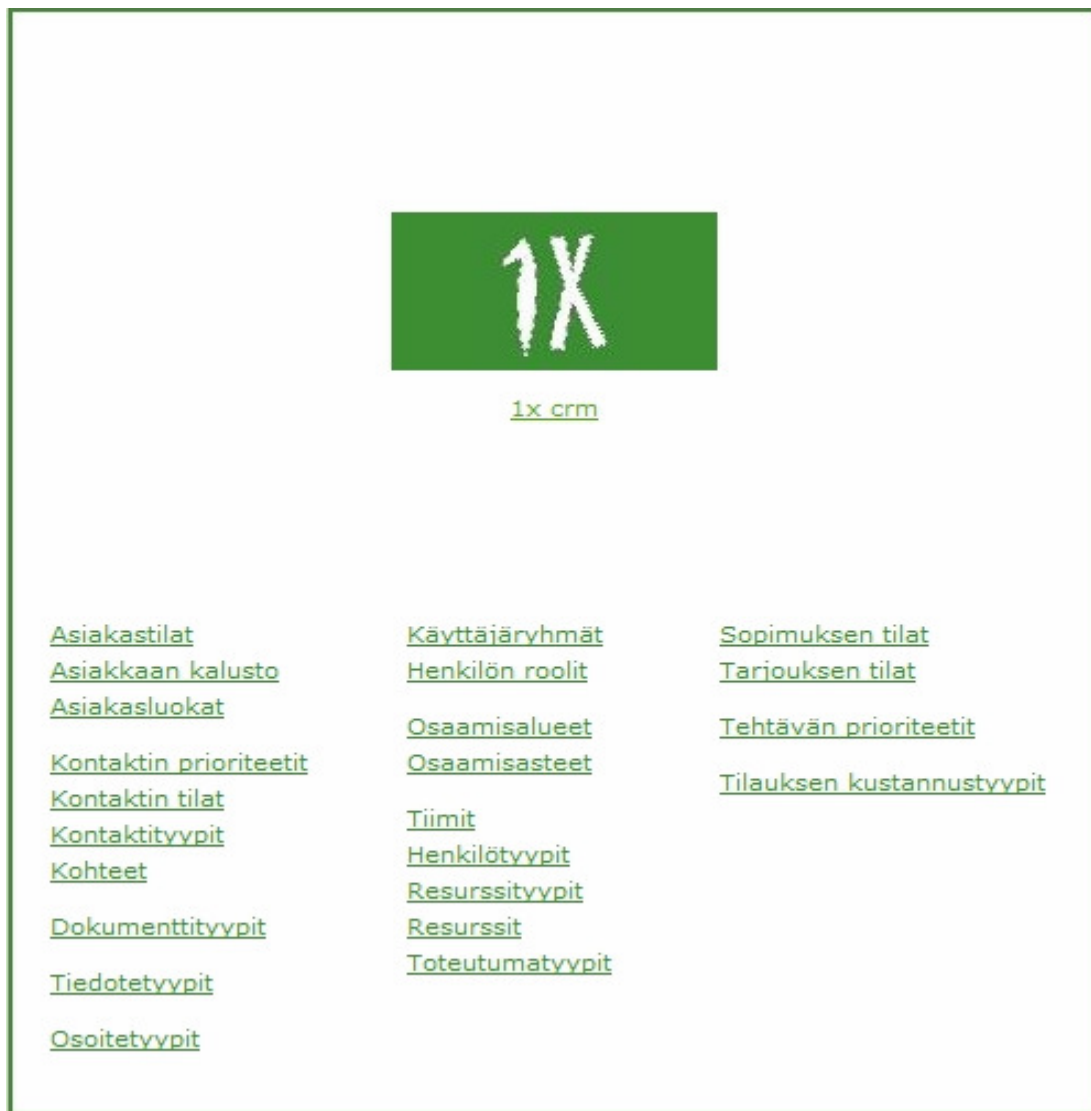 1X
1x crm
Asiakastilat
Asiakkaan kalusto
Asiakasluokat
Kontaktin prioriteetit
Kontaktin tilat
Kontaktityypit
Kohteet
Dokumenttityypit
Tiedotetyypit
Osoitetyypit
Käyttäjäryhmät
Henkilön roolit
Osaamisalueet
Osaamisasteet
Tiimit
Henkilötyypit
Resurssityypit
Resurssit
Toteutumatyypit
Sopimuksen tilat
Tarjouksen tilat
Tehtävän prioriteetit
Tilauksen kustannustyypit